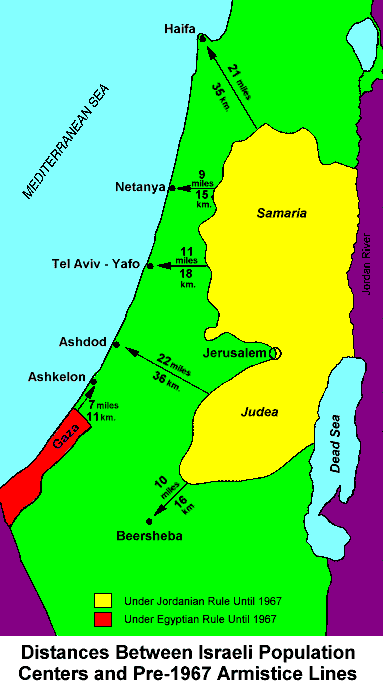 Haifa
21 miles
35 km.
MEDITERRANEAN SEA
Netanya
9
miles
15
km.
Samaria
Jordan River
Tel Aviv - Yafo
11
miles
18
km.
Ashdod
Jerusalem
22 miles
36 km.
Ashkelon
7 miles
11 km.
Judea
Gaza
Dead Sea
10
miles
16
km
Beersheba
Under Jordanian Rule Until 1967
Under Egyptian Rule Until 1967
Distances Between Israeli Population
Centers and Pre-1967 Armistice Lines